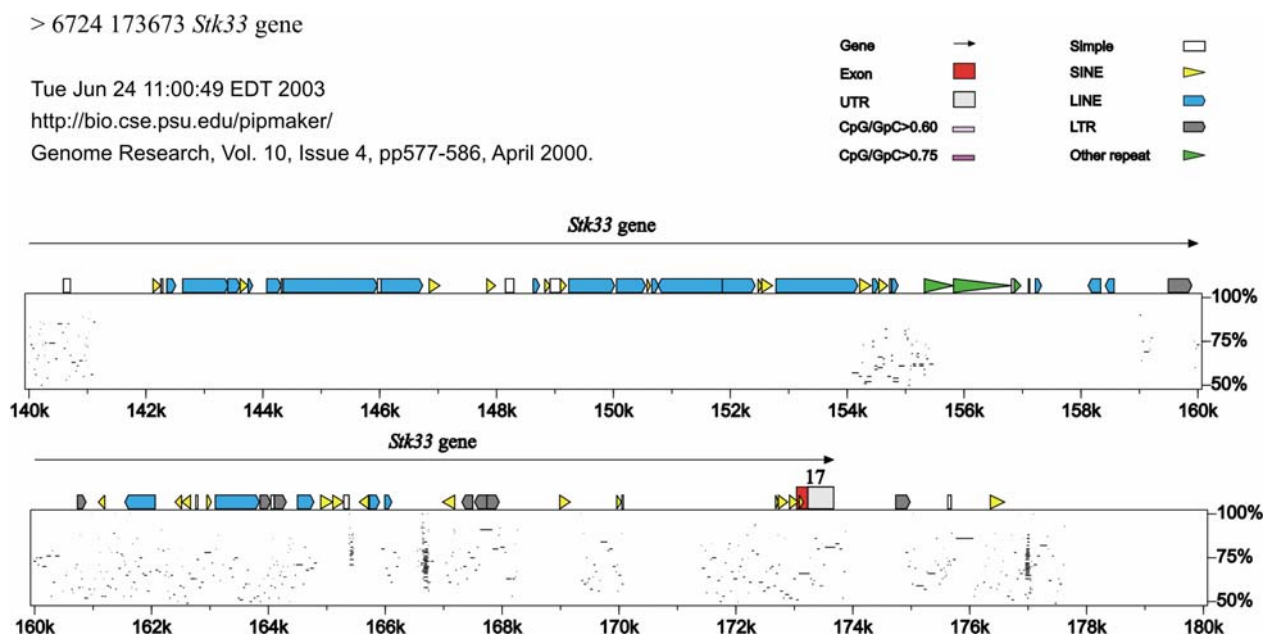 > 6724 173673 Stk33 gene
Tue Jun 24 11:00:49 EDT 2003
http://bio.cse.psu.edu/pipmaker/
Genome Research, Vol. 10, Issue 4, pp577-586, April 2000.
Gene
Exon
UTR
CpG/GpC>0.60
CpG/GpC>0.75
Simple
SINE
LINE
LTR
Other repeat
Stk33 gene
100%
75%
50%
140k 142k 144k 146k 148k 150k 152k 154k 156k 158k 160k
Stk33 gene
17
100%
75%
50%
160k 162k 164k 166k 168k 170k 172k 174k 176k 178k 180k